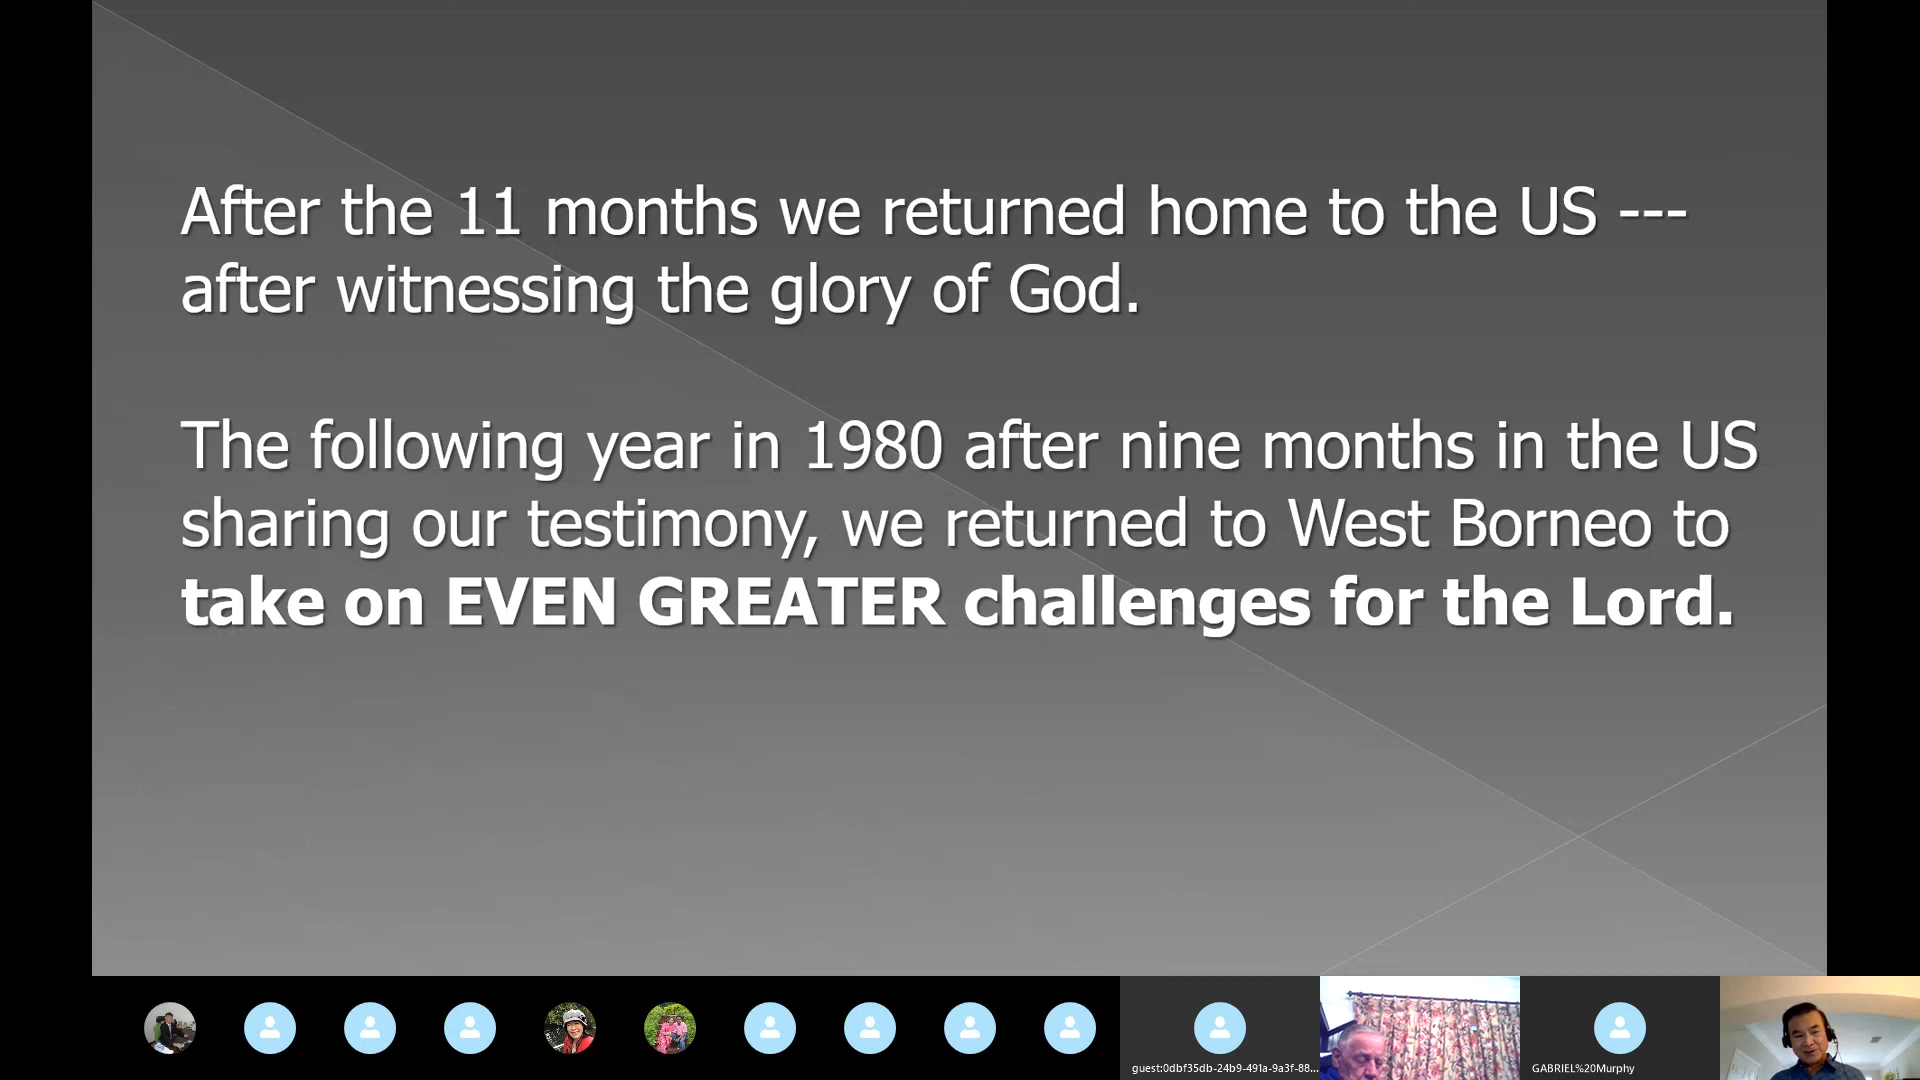 After the 11 months we returned home to the US ---
after witnessing the glory of God.
The following year in 1980 after nine months in the US
sharing our testimony, we returned to West Borneo to
take on EVEN GREATER challenges for the Lord.
guest:0dbf35db-24b9-491a-9a3f-88...
GABRIEL%20Murphy